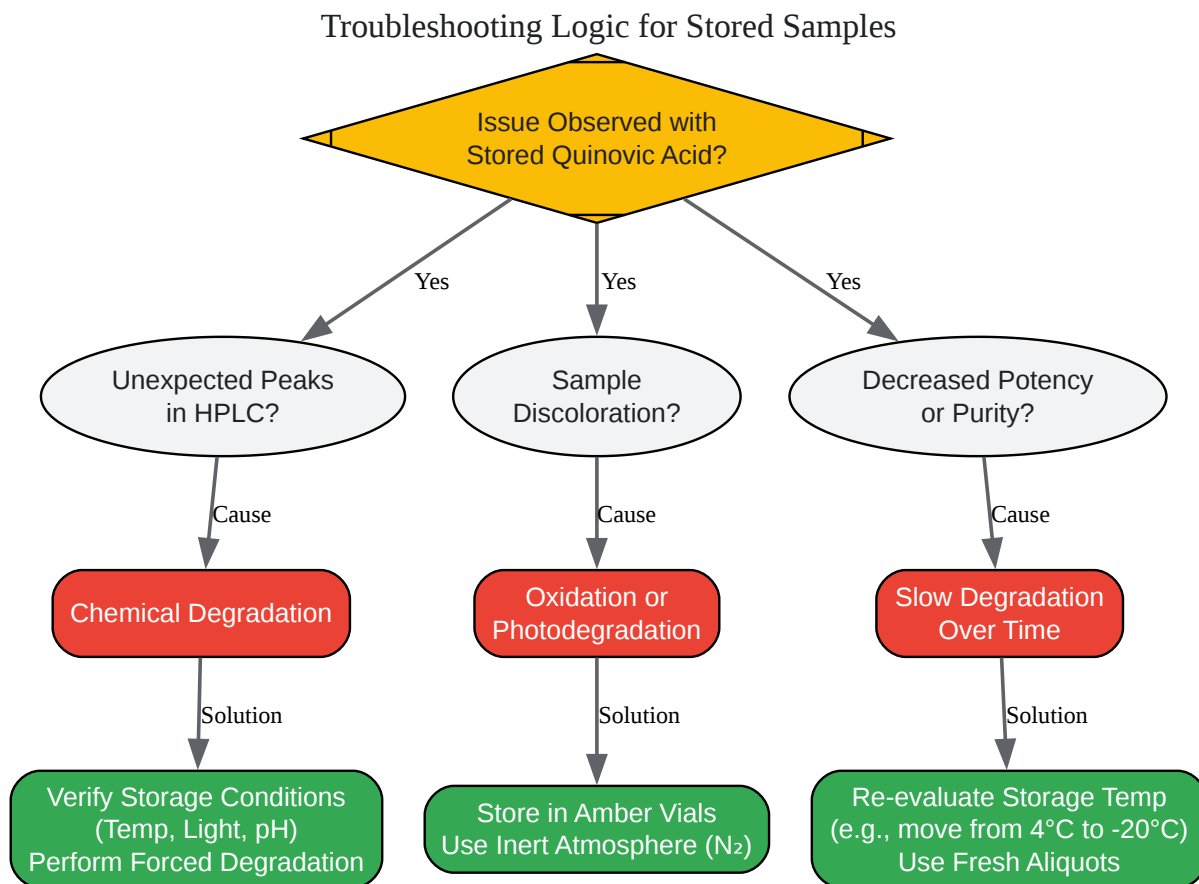 Troubleshooting Logic for Stored Samples
Issue Observed with
Stored Quinovic Acid?
Yes
Yes
Yes
Unexpected Peaks
in HPLC?
Sample
Discoloration?
Decreased Potency
or Purity?
Cause
Cause
Cause
Chemical Degradation
Oxidation or
Photodegradation
Slow Degradation
Over Time
Solution
Solution
Solution
Verify Storage Conditions
(Temp, Light, pH)
Perform Forced Degradation
Store in Amber Vials
Use Inert Atmosphere (N₂)
Re-evaluate Storage Temp
(e.g., move from 4°C to -20°C)
Use Fresh Aliquots